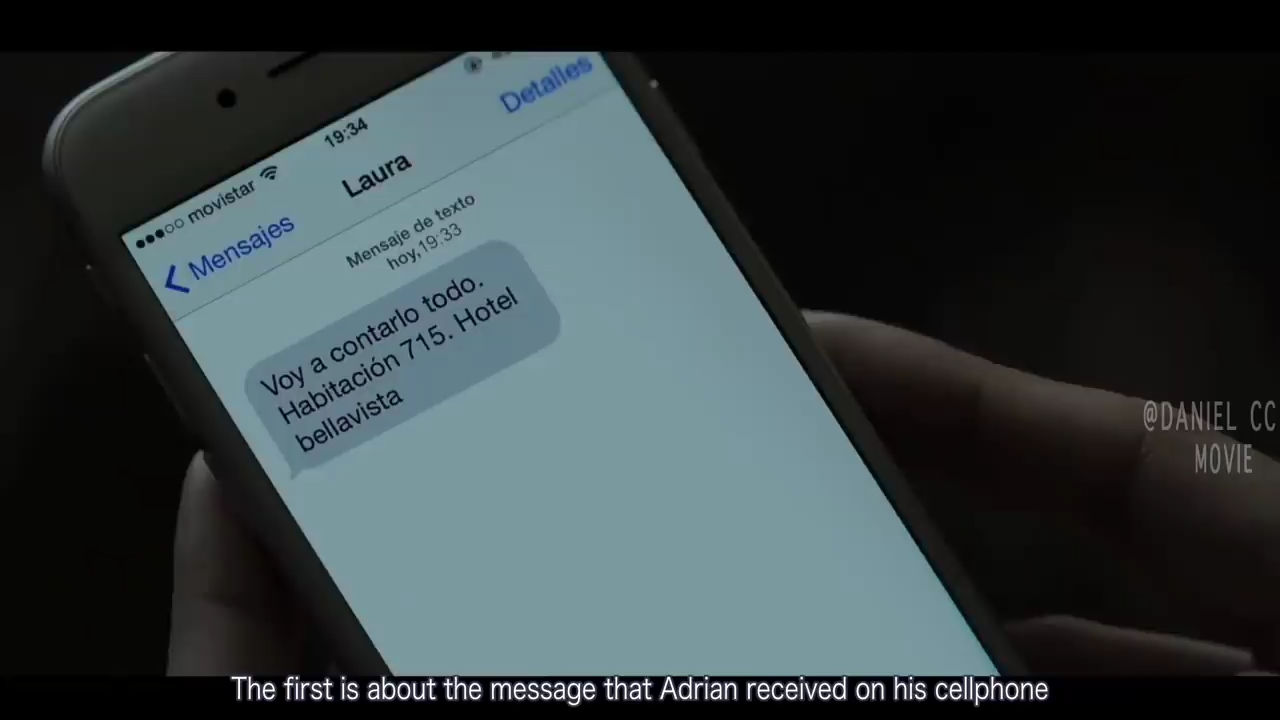 ●●●○○ movistar
19:34
Detalles
Laura
Mensajes
Mensaje de texto
hoy, 19:33
Voy a contarlo todo.
Habitación 715. Hotel
bellavista
@DANIEL CC
MOVIE
The first is about the message that Adrian received on his cellphone